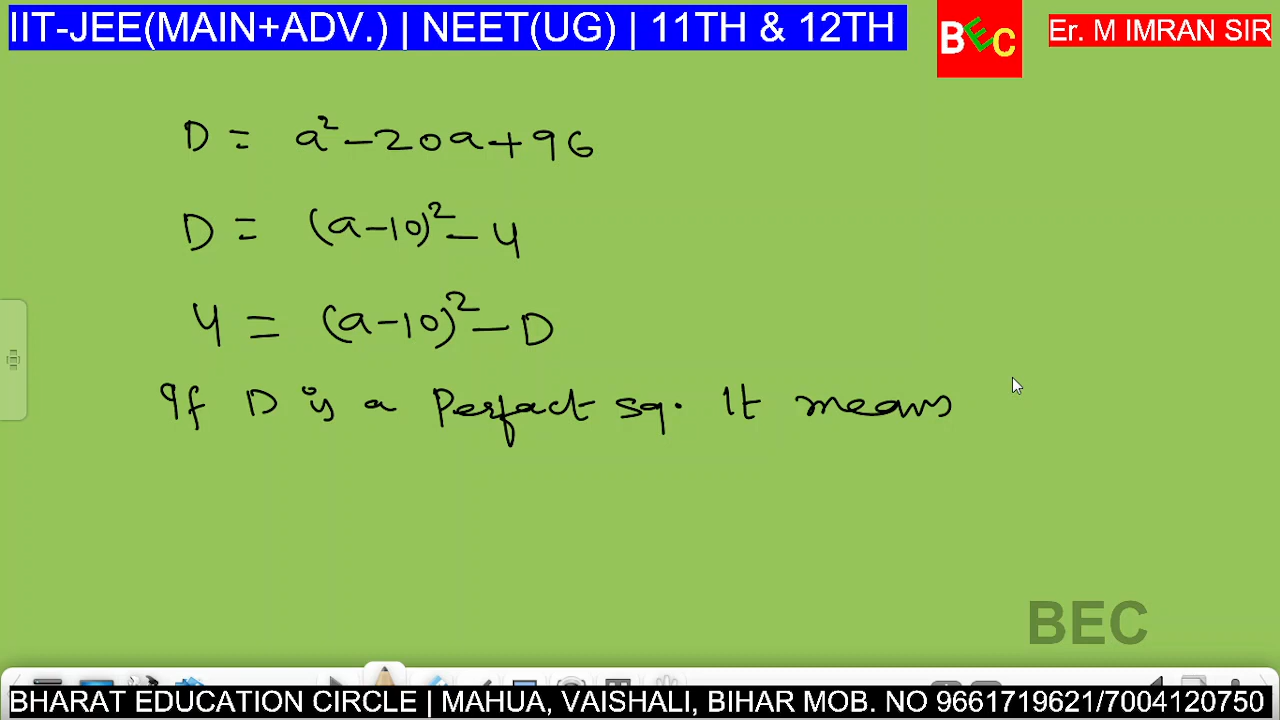 IIT-JEE(MAIN+ADV.) | NEET(UG) | 11TH & 12TH
BEC
Er. M IMRAN SIR
D = a² - 20a + 96
D = (a-10)² - 4
4 = (a-10)² - D
If D is a Perfact sq. It means
BEC
BHARAT EDUCATION CIRCLE | MAHUA, VAISHALI, BIHAR MOB. NO 9661719621/7004120750